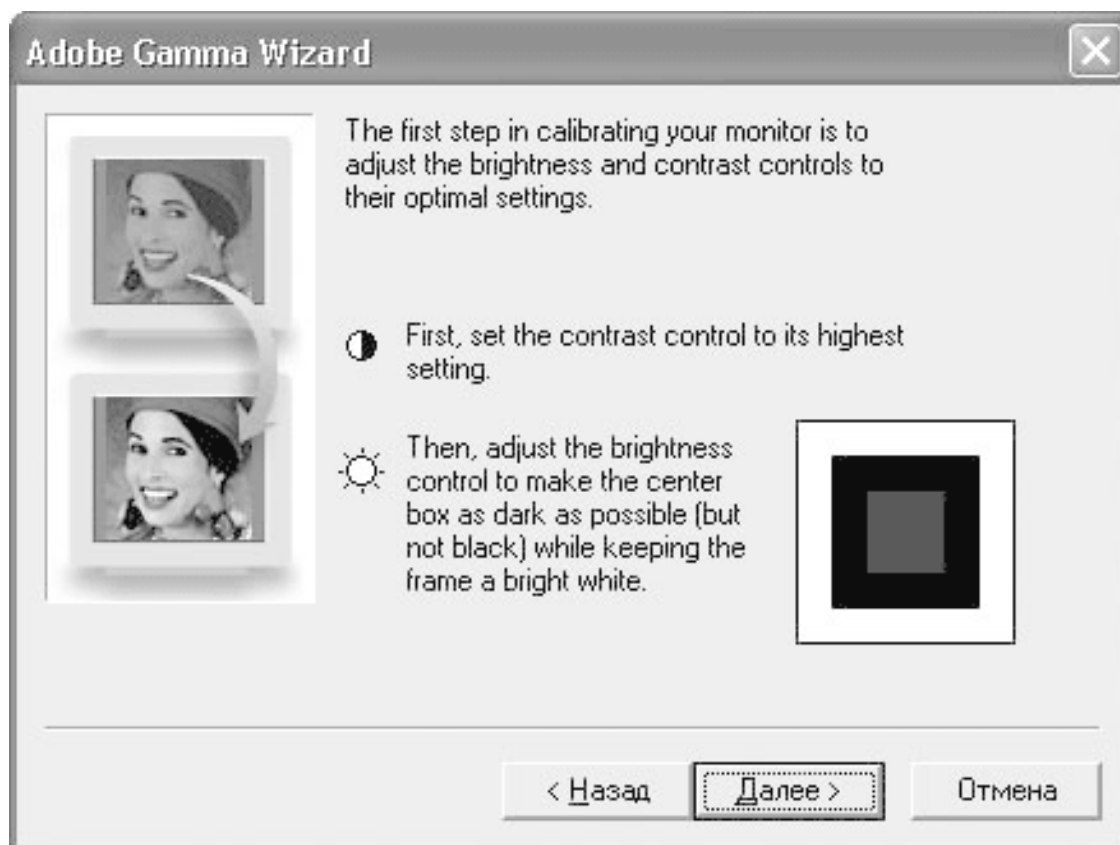 Adobe Gamma Wizard
The first step in calibrating your monitor is to
adjust the brightness and contrast controls to
their optimal settings.
First, set the contrast control to its highest
setting.
Then, adjust the brightness
control to make the center
box as dark as possible (but
not black) while keeping the
frame a bright white.
< Назад
Далее >
Отмена